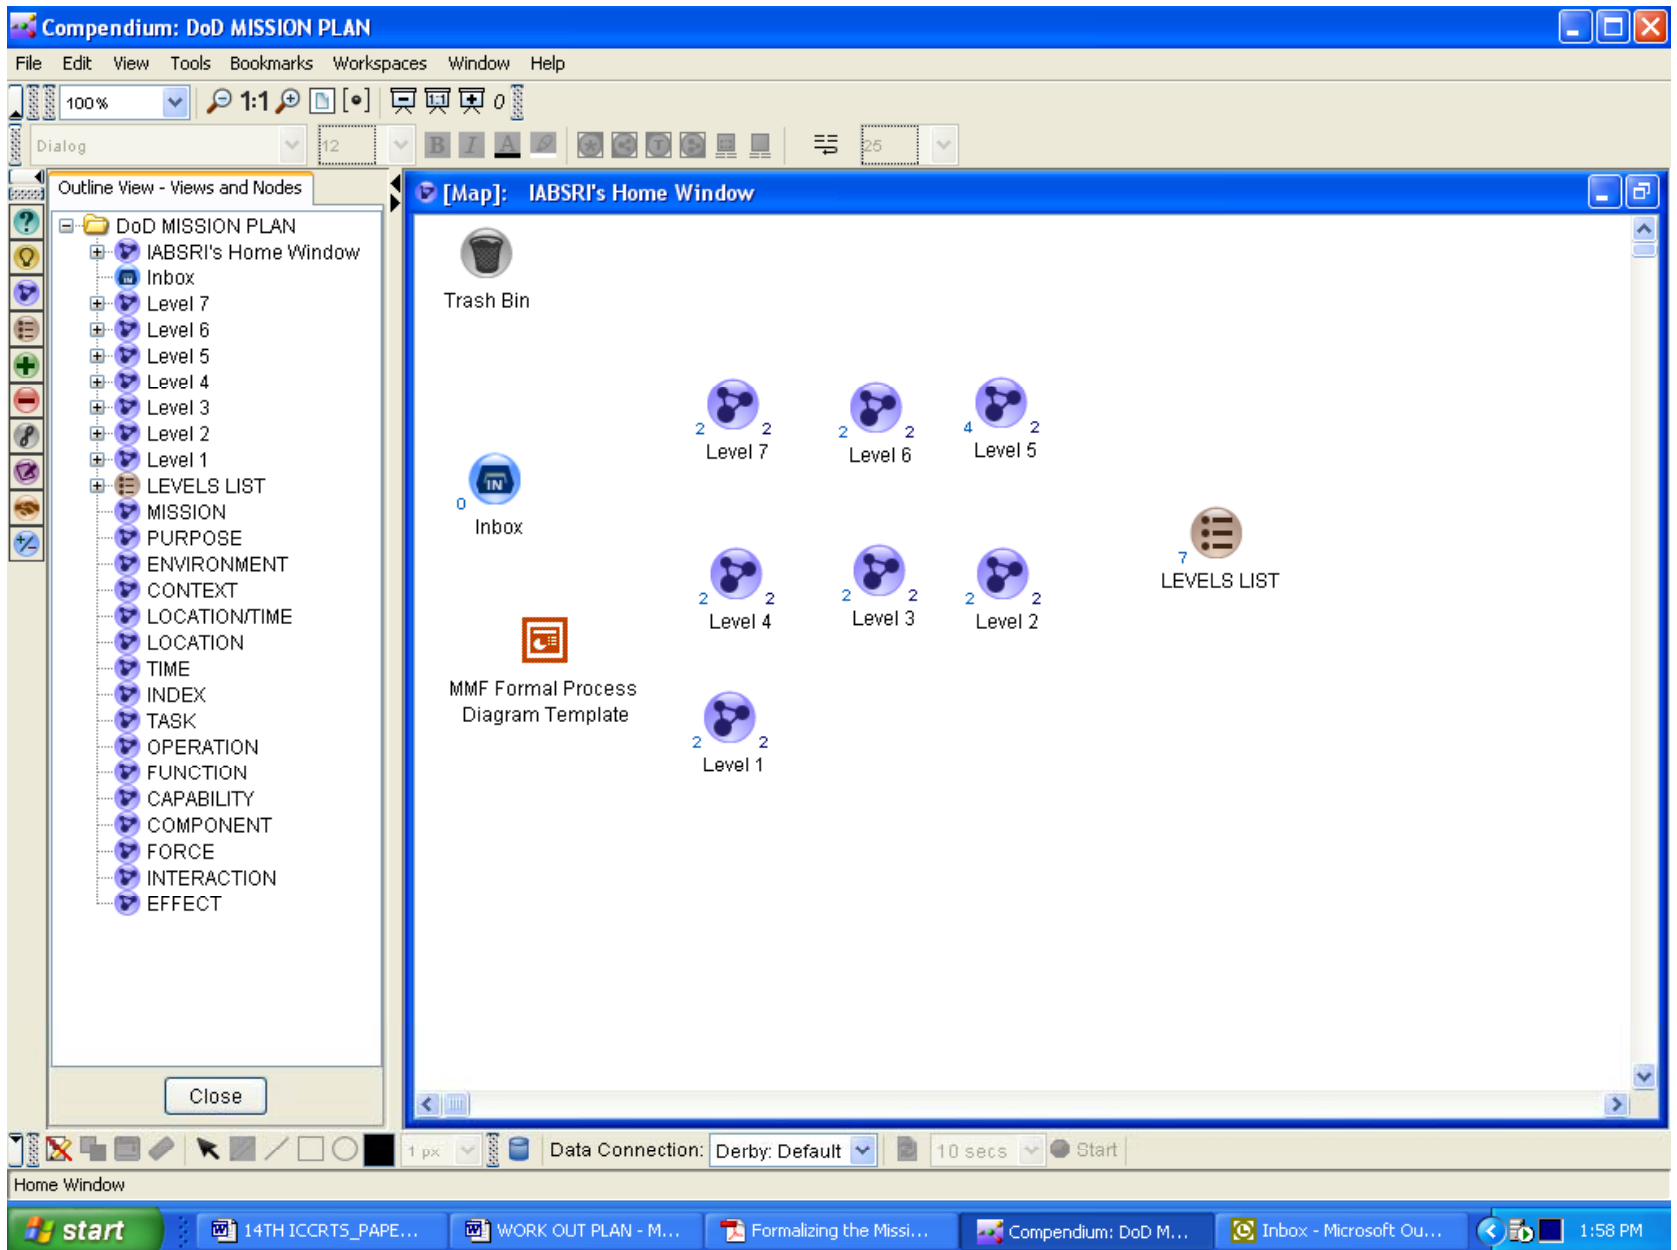 Compendium: DoD MISSION PLAN
File Edit View Tools Bookmarks Workspaces Window Help
100% 1:1 1:1 0
Dialog 12 B I A T 25
Outline View - Views and Nodes
DoD MISSION PLAN
IABSRI's Home Window
Inbox
Level 7
Level 6
Level 5
Level 4
Level 3
Level 2
Level 1
LEVELS LIST
MISSION
PURPOSE
ENVIRONMENT
CONTEXT
LOCATION/TIME
LOCATION
TIME
INDEX
TASK
OPERATION
FUNCTION
CAPABILITY
COMPONENT
FORCE
INTERACTION
EFFECT
Close
[Map]: IABSRI's Home Window
Trash Bin
2 2 2 2 4 2
Level 7 Level 6 Level 5
IN
0
Inbox
7
LEVELS LIST
2 2 2 2 2 2
Level 4 Level 3 Level 2
MMF Formal Process
Diagram Template
2 2
Level 1
1 px Data Connection: Derby: Default 10 secs Start
Home Window
start 14TH ICCRTS_PAPE... WORK OUT PLAN - M... Formalizing the Missi... Compendium: DoD M... Inbox - Microsoft Ou... 1:58 PM